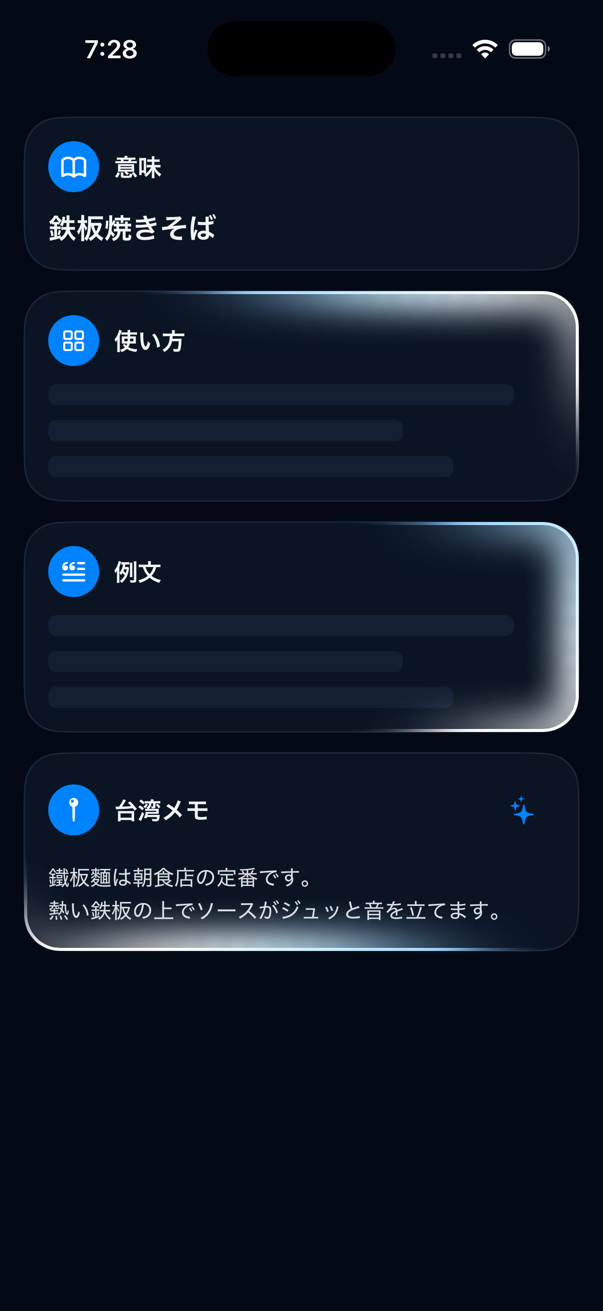 7:28
意味
鉄板焼きそば
使い方
例文
台湾メモ
鐵板麵は朝食店の定番です。
熱い鉄板の上でソースがジュッと音を立てます。